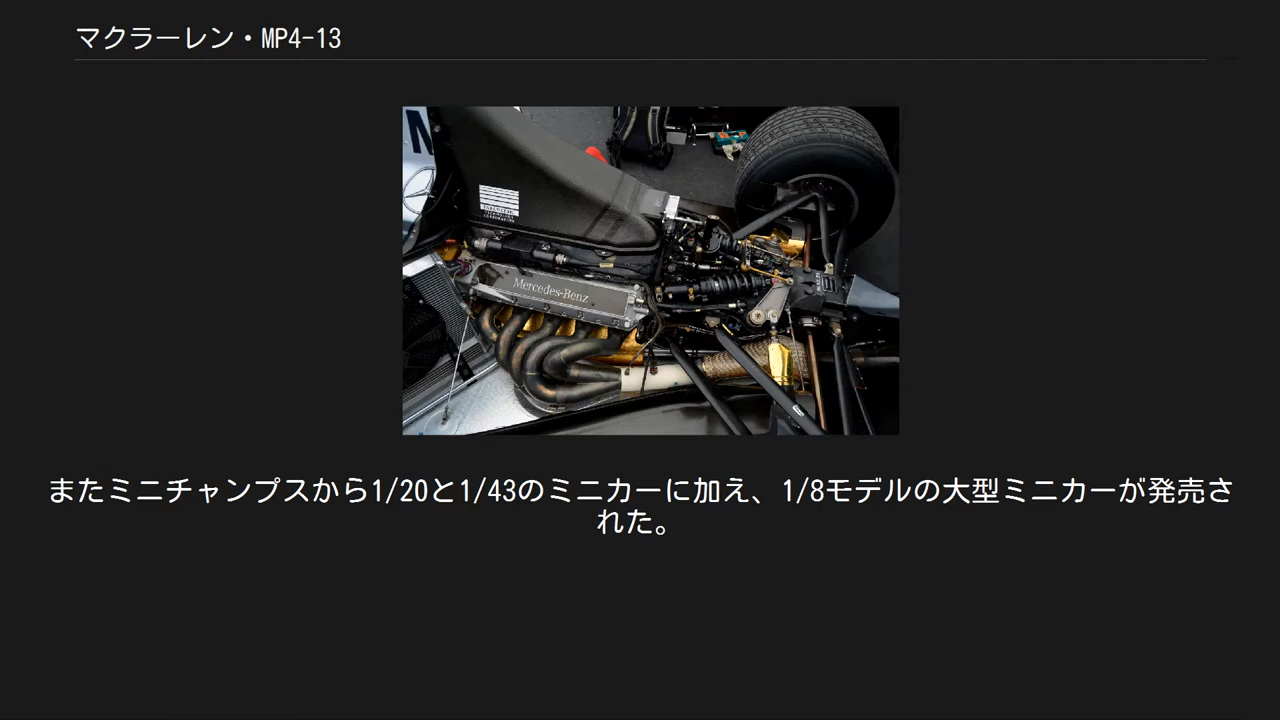 マクラーレン・MP4-13
Mercedes-Benz
またミニチャンプスから1/20と1/43のミニカーに加え、1/8モデルの大型ミニカーが発売さ
れた。